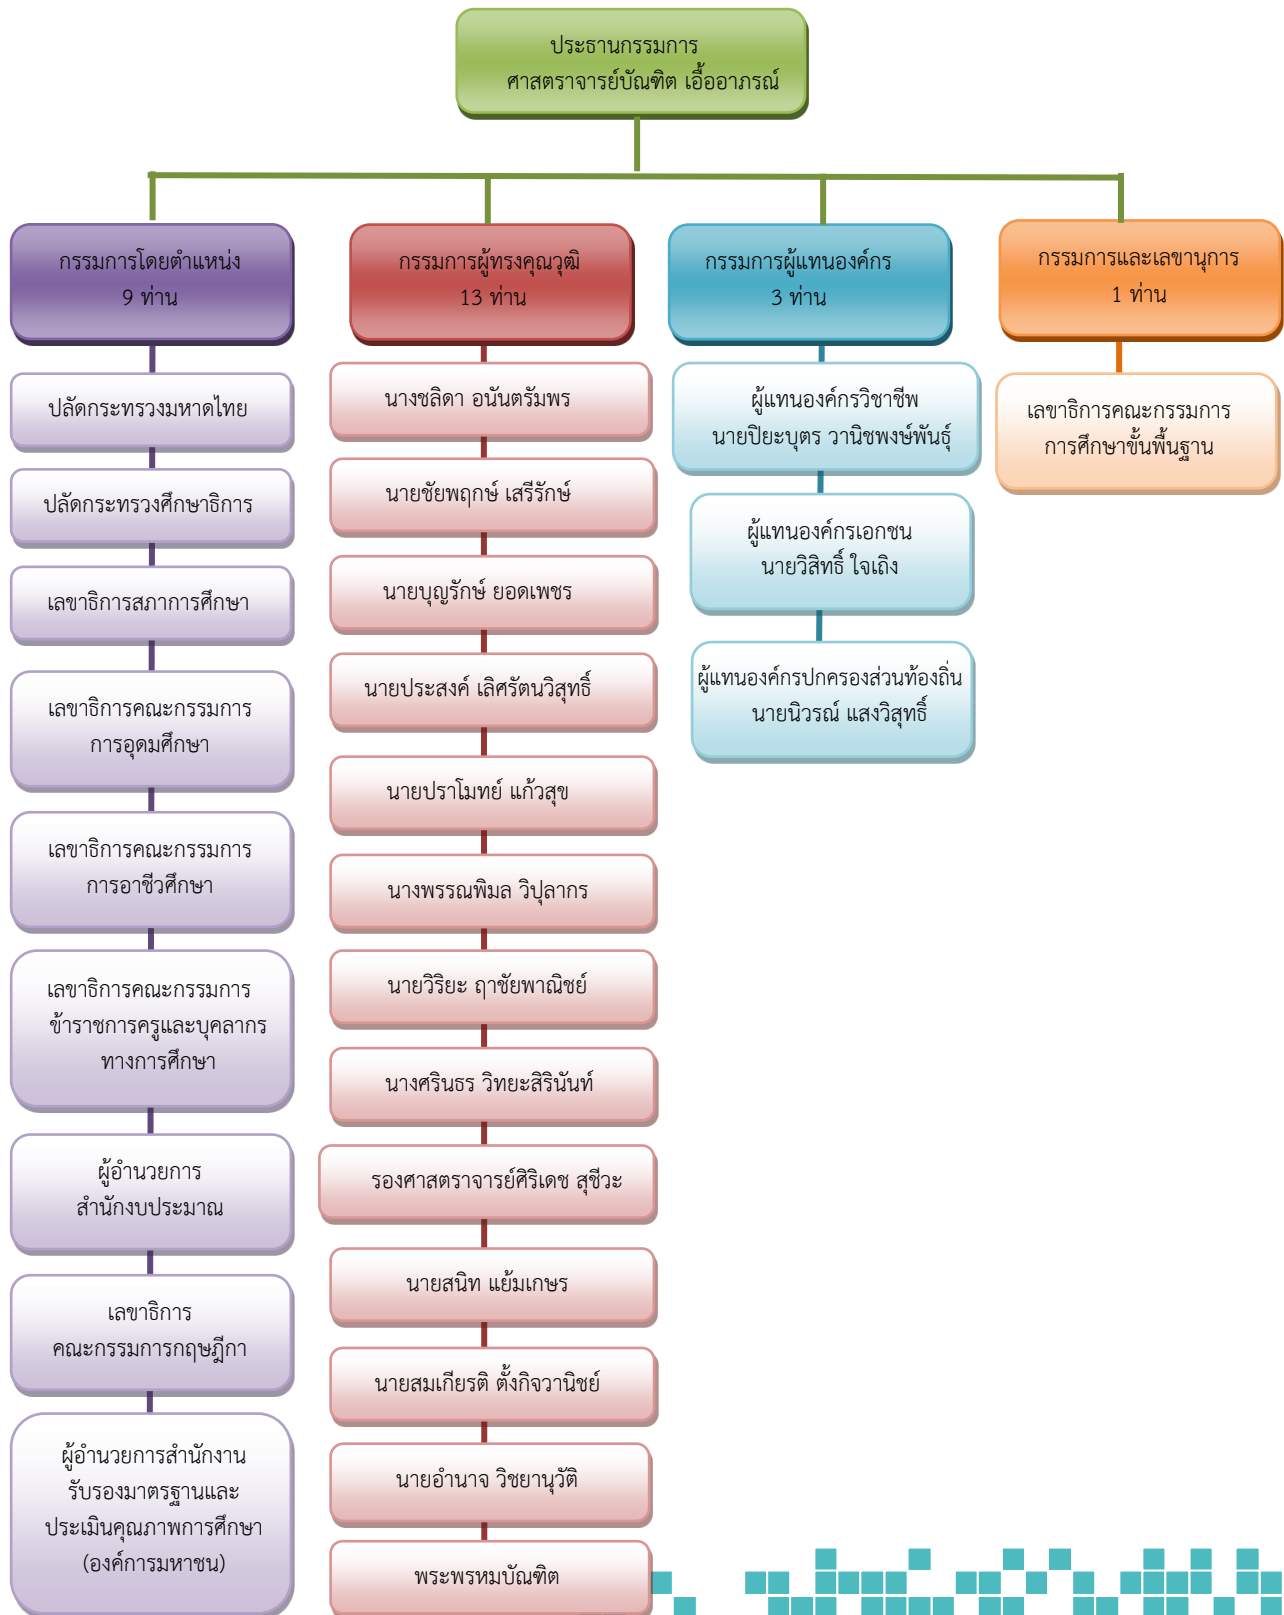 ประธานกรรมการ
ศาสตราจารย์บัณฑิต เอื้ออาภรณ์
กรรมการโดยตำแหน่ง
9 ท่าน
ปลัดกระทรวงมหาดไทย
ปลัดกระทรวงศึกษาธิการ
เลขาธิการสภาการศึกษา
เลขาธิการคณะกรรมการ
การอุดมศึกษา
เลขาธิการคณะกรรมการ
การอาชีวศึกษา
เลขาธิการคณะกรรมการ
ข้าราชการครูและบุคลากร
ทางการศึกษา
ผู้อำนวยการ
สำนักงบประมาณ
เลขาธิการ
คณะกรรมการกฤษฎีกา
ผู้อำนวยการสำนักงาน
รับรองมาตรฐานและ
ประเมินคุณภาพการศึกษา
(องค์การมหาชน)
กรรมการผู้ทรงคุณวุฒิ
13 ท่าน
นางชลิดา อนันตรัมพร
นายชัยพฤกษ์ เสรีรักษ์
นายบุญรักษ์ ยอดเพชร
นายประสงค์ เลิศรัตนวิสุทธิ์
นายปราโมทย์ แก้วสุข
นางพรรณพิมล วิปุลากร
นายวิริยะ ฤาชัยพาณิชย์
นางศรินธร วิทยะสิรินันท์
รองศาสตราจารย์ศิริเดช สุชีวะ
นายสนิท แย้มเกษร
นายสมเกียรติ ตั้งกิจวานิชย์
นายอำนาจ วิชยานุวัติ
พระพรหมบัณฑิต
กรรมการผู้แทนองค์กร
3 ท่าน
ผู้แทนองค์กรวิชาชีพ
นายปิยะบุตร วานิชพงษ์พันธุ์
ผู้แทนองค์กรเอกชน
นายวิสิทธิ์ ใจเถิง
ผู้แทนองค์กรปกครองส่วนท้องถิ่น
นายนิวรณ์ แสงวิสุทธิ์
กรรมการและเลขานุการ
1 ท่าน
เลขาธิการคณะกรรมการ
การศึกษาขั้นพื้นฐาน